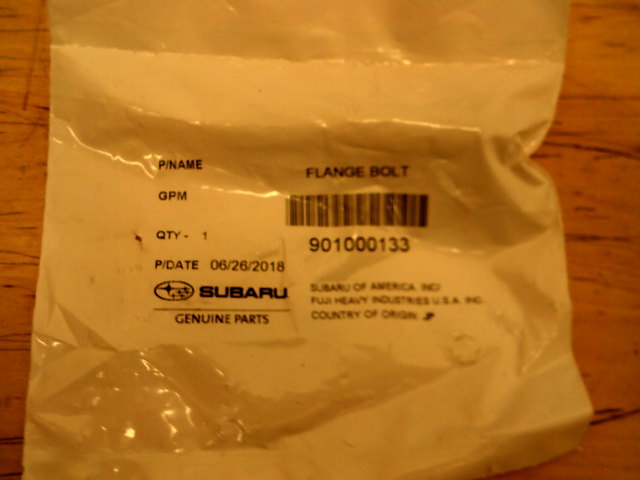 P/NAME
FLANGE BOLT
GPM
QTY - 1
901000133
P/DATE 06/26/2018
SUBARU
GENUINE PARTS
SUBARU OF AMERICA. INC/
FUJI HEAVY INDUSTRIES U.S.A. INC.
COUNTRY OF ORIGIN: JP